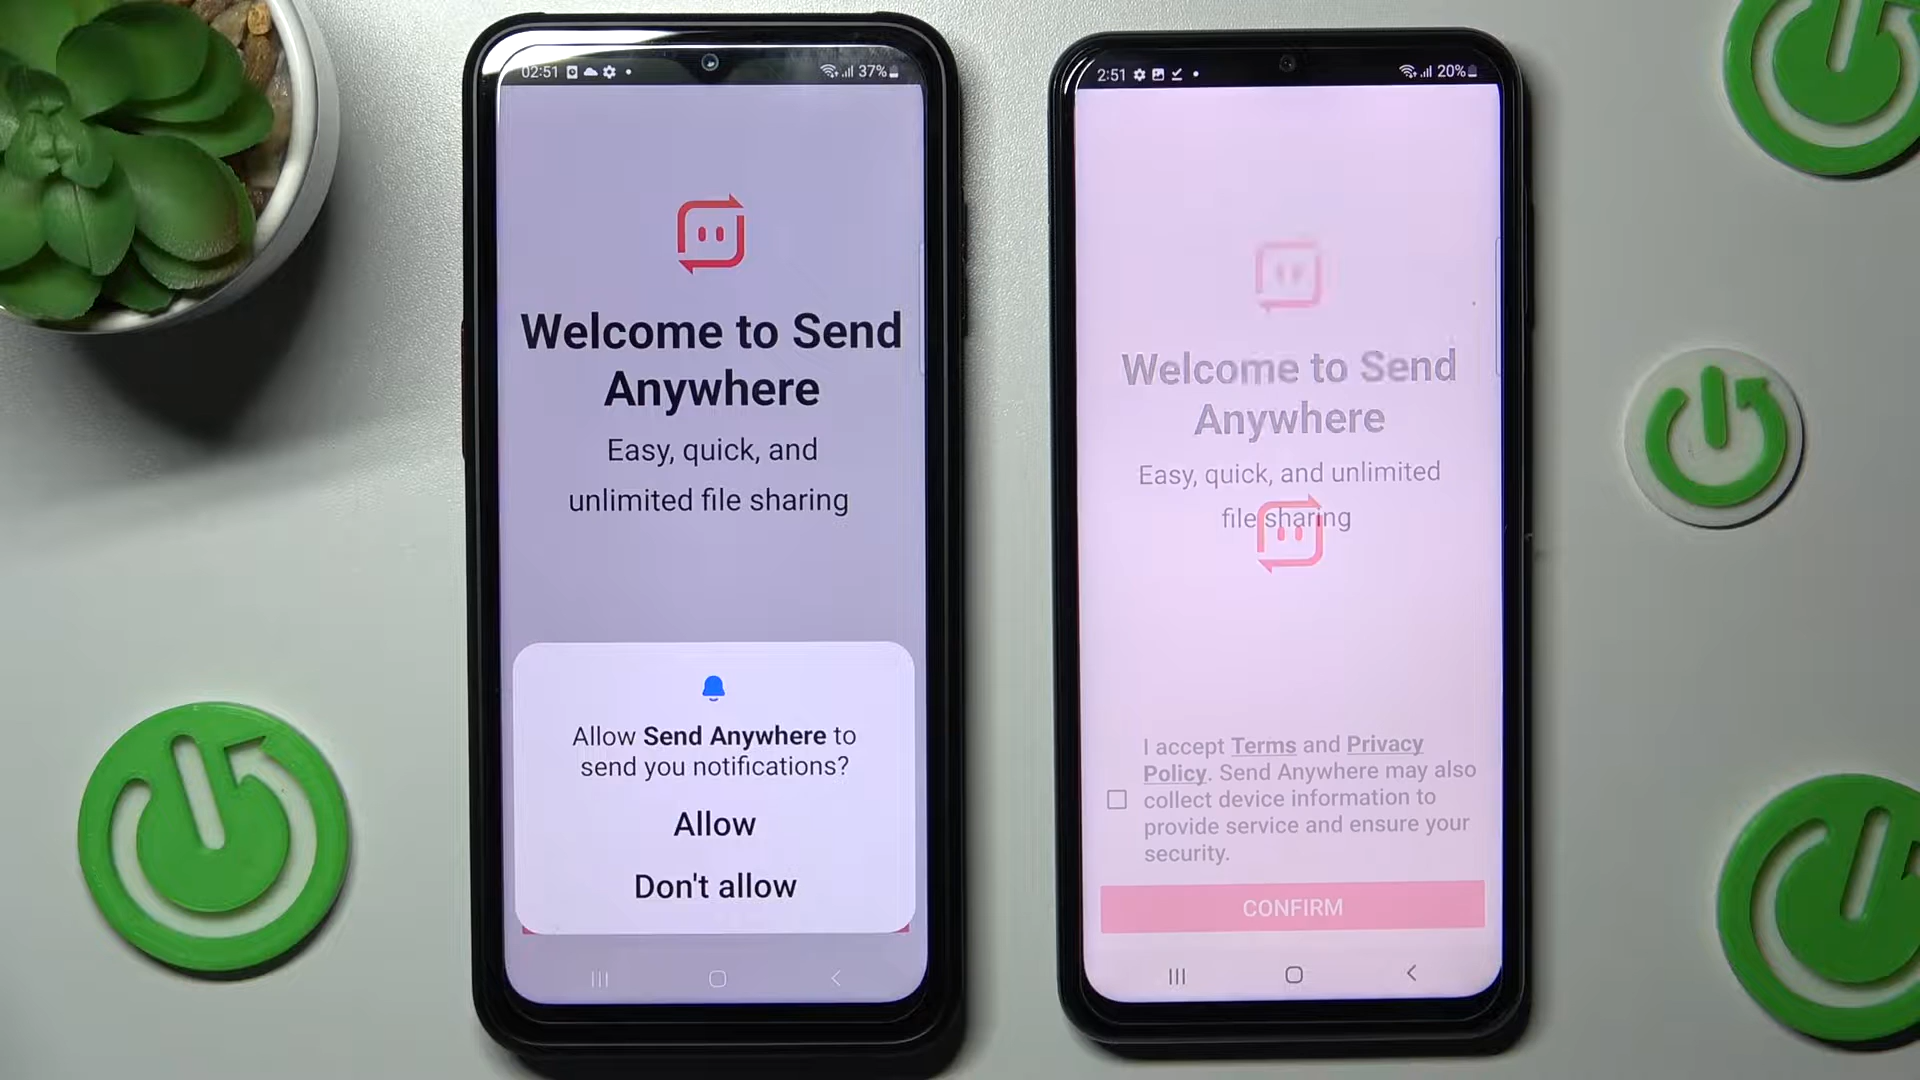 02:51
37%
Welcome to Send
Anywhere
Easy, quick, and
unlimited file sharing
Allow Send Anywhere to
send you notifications?
Allow
Don't allow
2:51
20%
Welcome to Send
Anywhere
Easy, quick, and unlimited
file sharing
I accept Terms and Privacy
Policy. Send Anywhere may also
collect device information to
provide service and ensure your
security.
CONFIRM